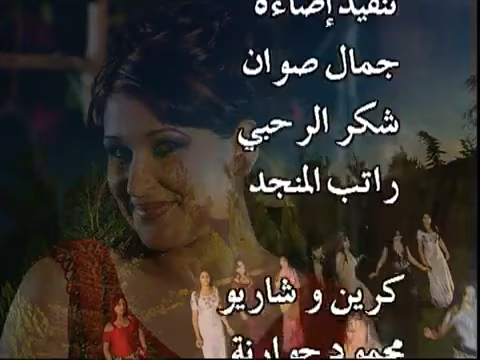 تنفيذ إضاءة
جمال صوان
شكر الرحبي
راتب المنجد
كرين و شاريو
محمود حوارنة